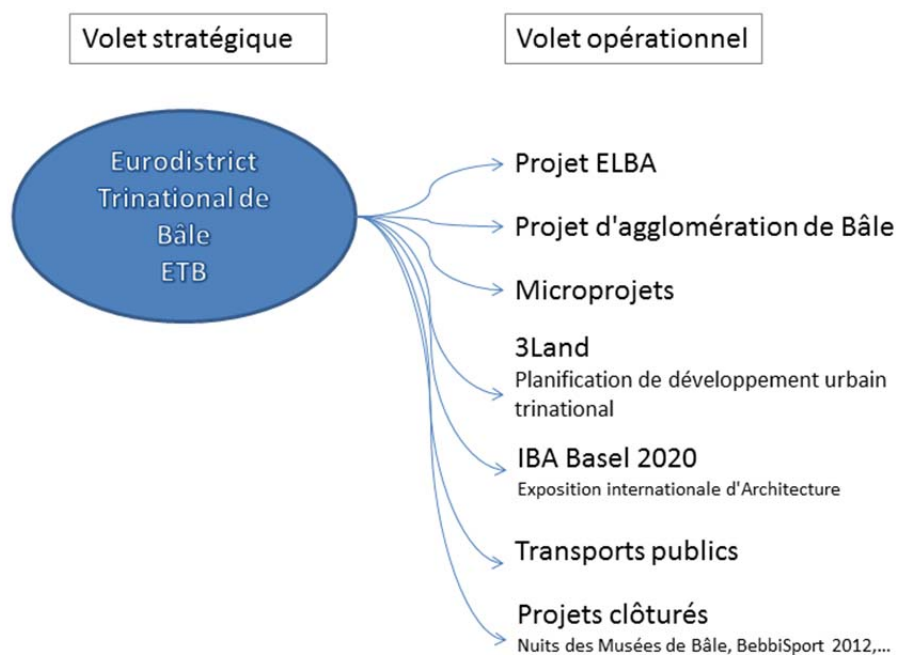 Volet stratégique
Volet opérationnel
Eurodistrict
Trinational de
Bâle
ETB
Projet ELBA
Projet d'agglomération de Bâle
Microprojets
3Land
Planification de développement urbain
trinational
IBA Basel 2020
Exposition internationale d'Architecture
Transports publics
Projets clôturés
Nuits des Musées de Bâle, BebbiSport 2012,...